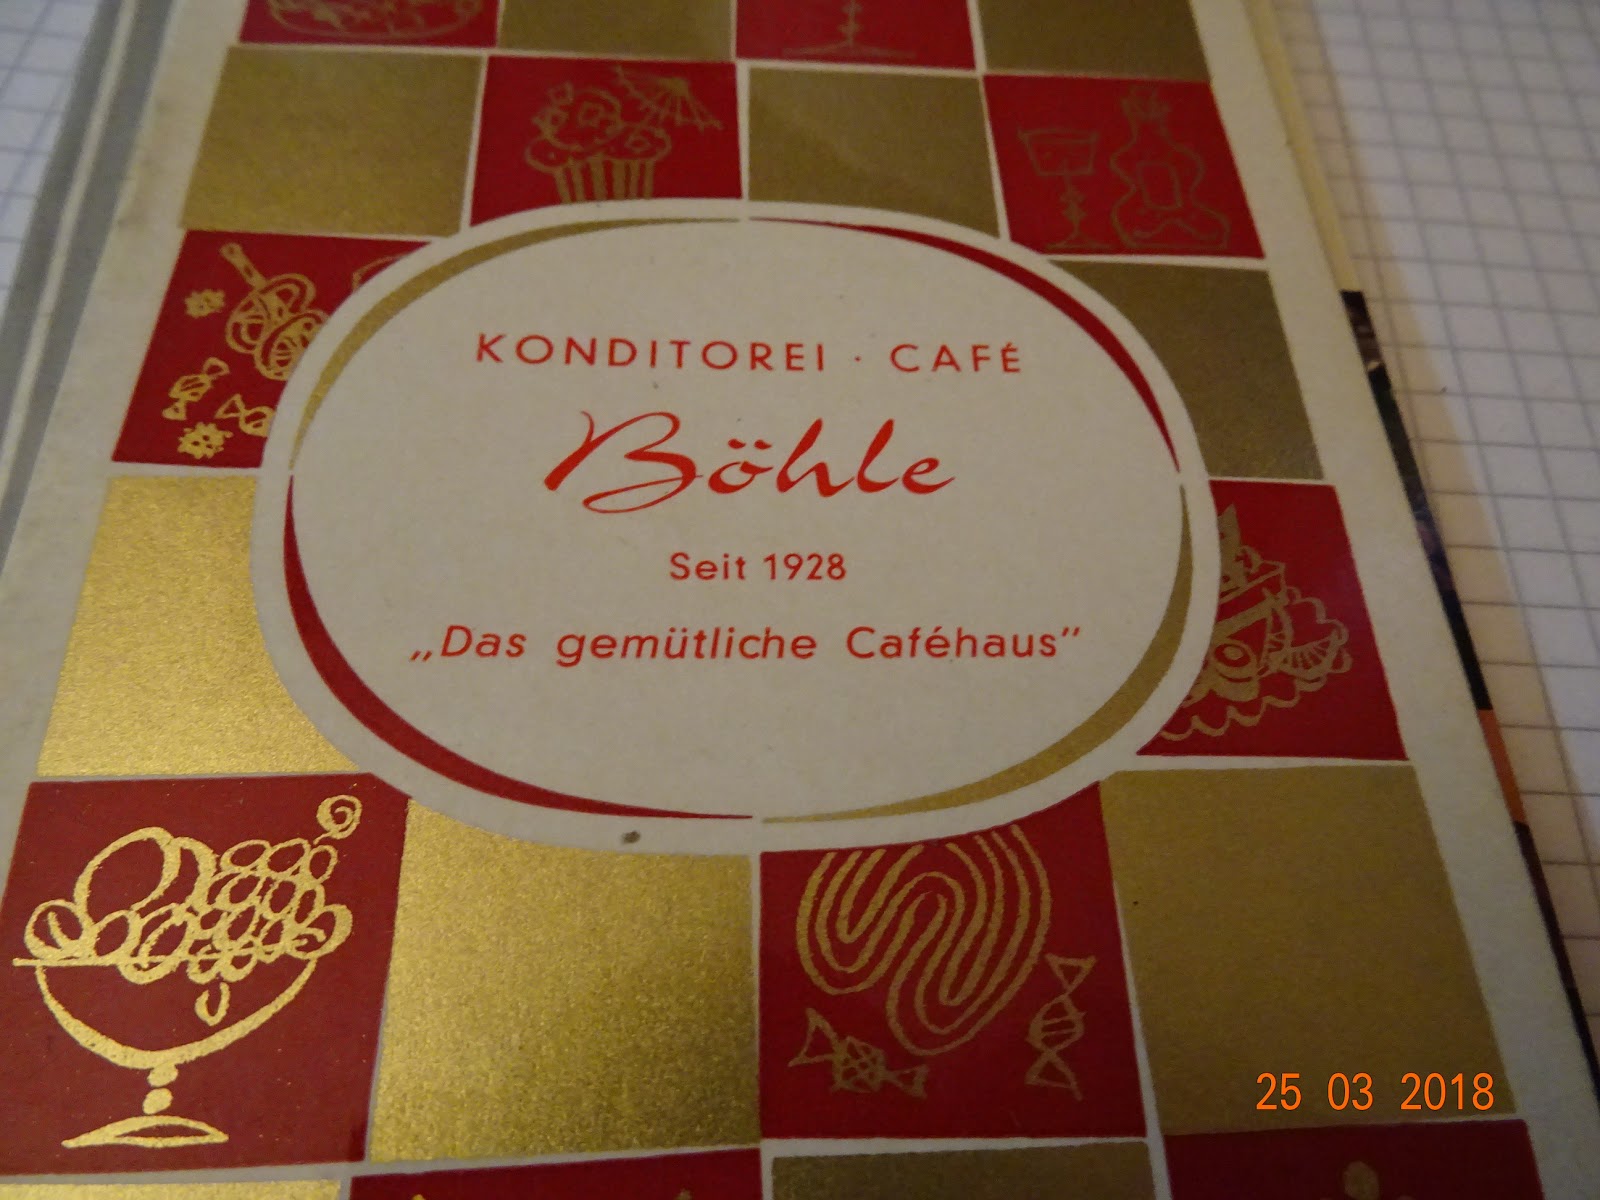 KONDITOREI · CAFÉ
Böhle
Seit 1928
„Das gemütliche Caféhaus"
25 03 2018